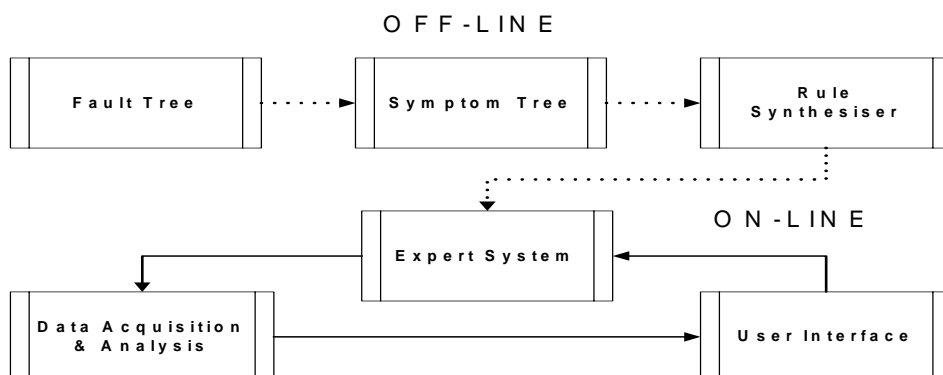 OFF-LINE
Fault Tree
Symptom Tree
Rule
Synthesiser
ON-LINE
Expert System
Data Acquisition
& Analysis
User Interface